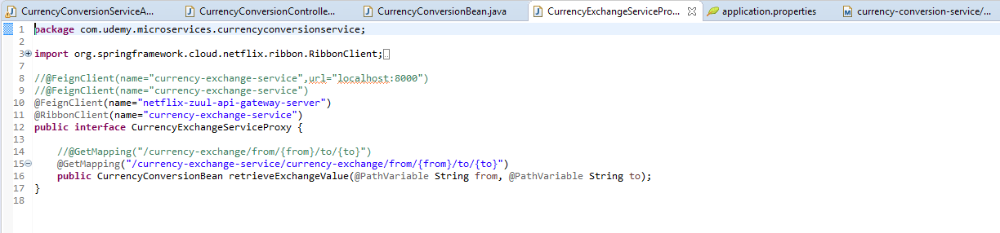 CurrencyConversionServiceA... CurrencyConversionControlle... CurrencyConversionBean.java CurrencyExchangeServicePro... application.properties currency-conversion-service/...
1 package com.udemy.microservices.currencyconversionservice;
2
3 import org.springframework.cloud.netflix.ribbon.RibbonClient;
7
8 //@FeignClient(name="currency-exchange-service",url="localhost:8000")
9 //@FeignClient(name="currency-exchange-service")
10 @FeignClient(name="netflix-zuul-api-gateway-server")
11 @RibbonClient(name="currency-exchange-service")
12 public interface CurrencyExchangeServiceProxy {
13
14 //@GetMapping("/currency-exchange/from/{from}/to/{to}")
15 @GetMapping("/currency-exchange-service/currency-exchange/from/{from}/to/{to}")
16 public CurrencyConversionBean retrieveExchangeValue(@PathVariable String from, @PathVariable String to);
17 }
18